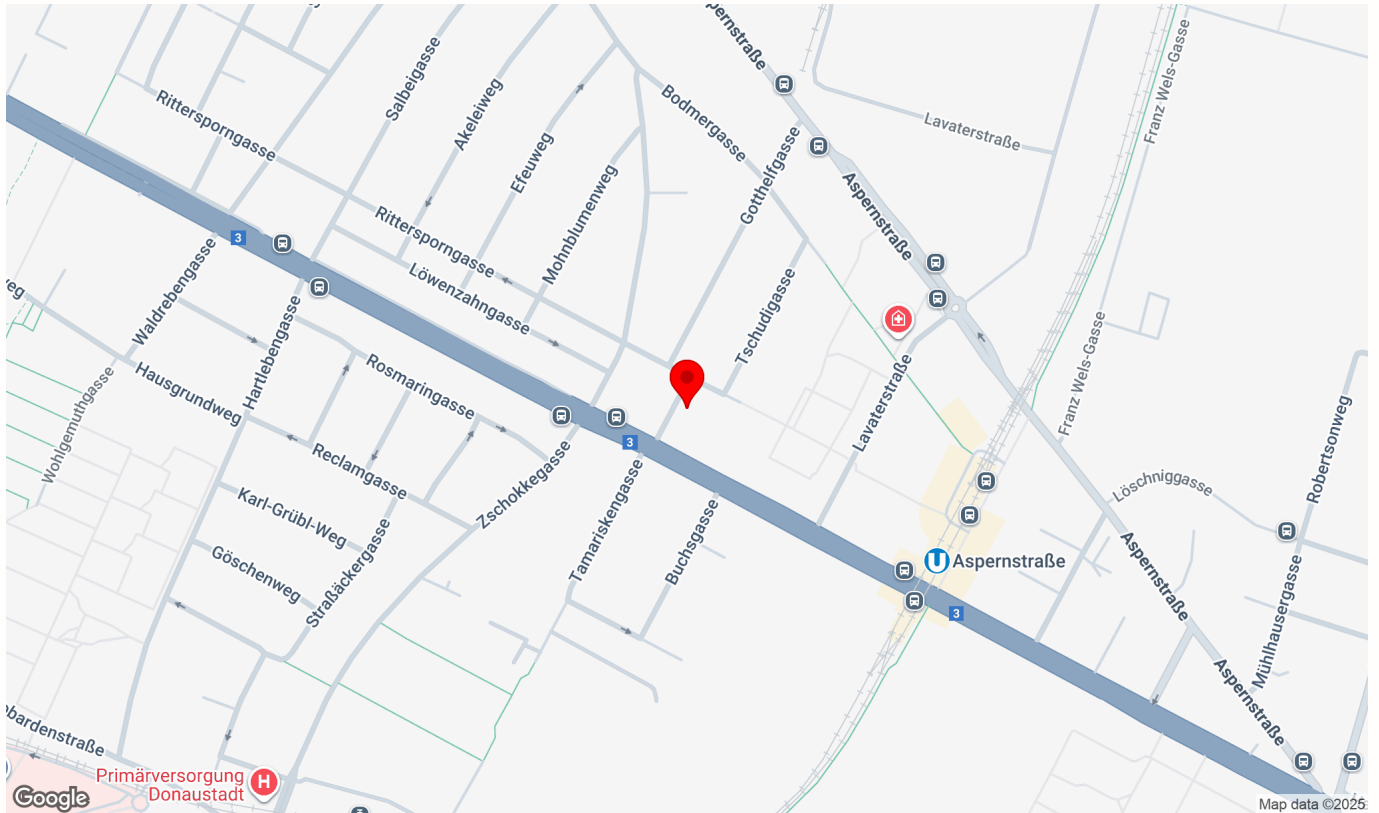 Aspernstraße
Salbeigasse
Akeleiweg
Rittersporngasse
Efeuweg
Mohnblumenweg
Bodmergasse
Gotthelfgasse
Lavaterstraße
Franz Wels-Gasse
Aspernstraße
Rittersporngasse
Löwenzahngasse
3
Waldrebengasse
Hartlebengasse
Tschudigasse
Rosmaringasse
Hausgrundweg
Wohlgemuthgasse
Reclamgasse
Karl-Grübl-Weg
Göschenweg
Straßäckergasse
Zschokkegasse
3
Tamariskengasse
Buchsgasse
Lavaterstraße
Franz Wels-Gasse
Löschniggasse
Robertsonweg
U
Aspernstraße
3
Aspernstraße
Mühlhausergasse
Aspernstraße
bardenstraße
Primärversorgung
Donaustadt
H
Google
Map data ©2025